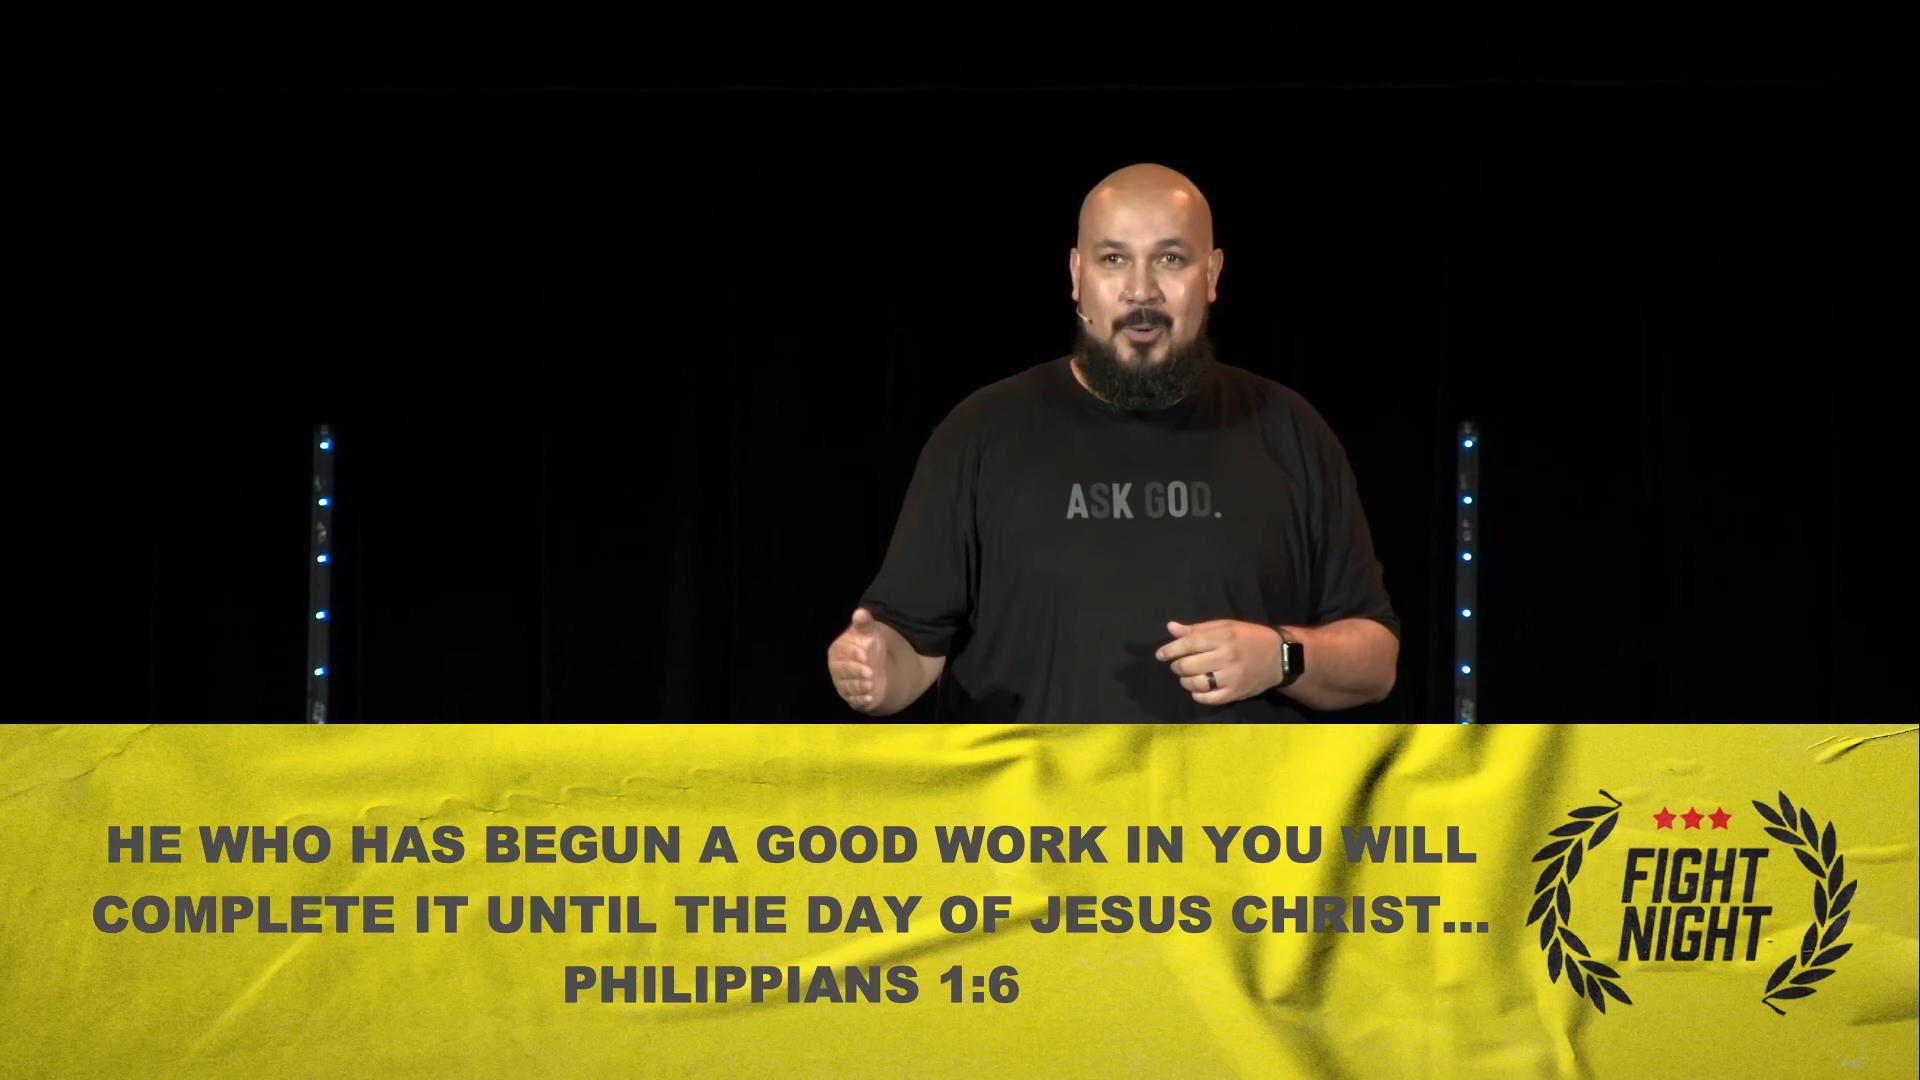 ASK GOD.
HE WHO HAS BEGUN A GOOD WORK IN YOU WILL
COMPLETE IT UNTIL THE DAY OF JESUS CHRIST...
PHILIPPIANS 1:6
FIGHT
NIGHT